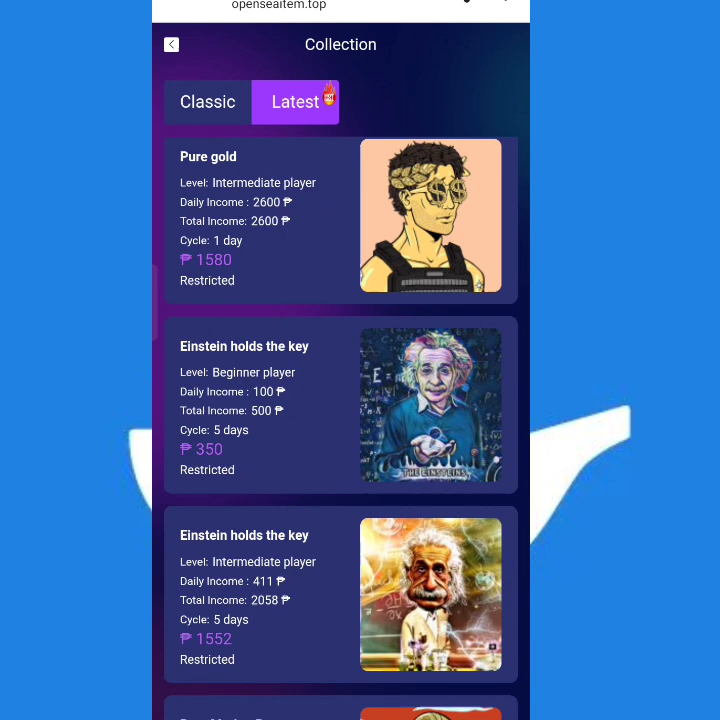 openseaitem.top
Collection
Classic
Latest
HOT
Pure gold
Level: Intermediate player
Daily Income : 2600 ₱
Total Income: 2600 ₱
Cycle: 1 day
₱ 1580
Restricted
Einstein holds the key
Level: Beginner player
Daily Income : 100 ₱
Total Income: 500 ₱
Cycle: 5 days
₱ 350
Restricted
THE EINSTEINS
Einstein holds the key
Level: Intermediate player
Daily Income : 411 ₱
Total Income: 2058 ₱
Cycle: 5 days
₱ 1552
Restricted